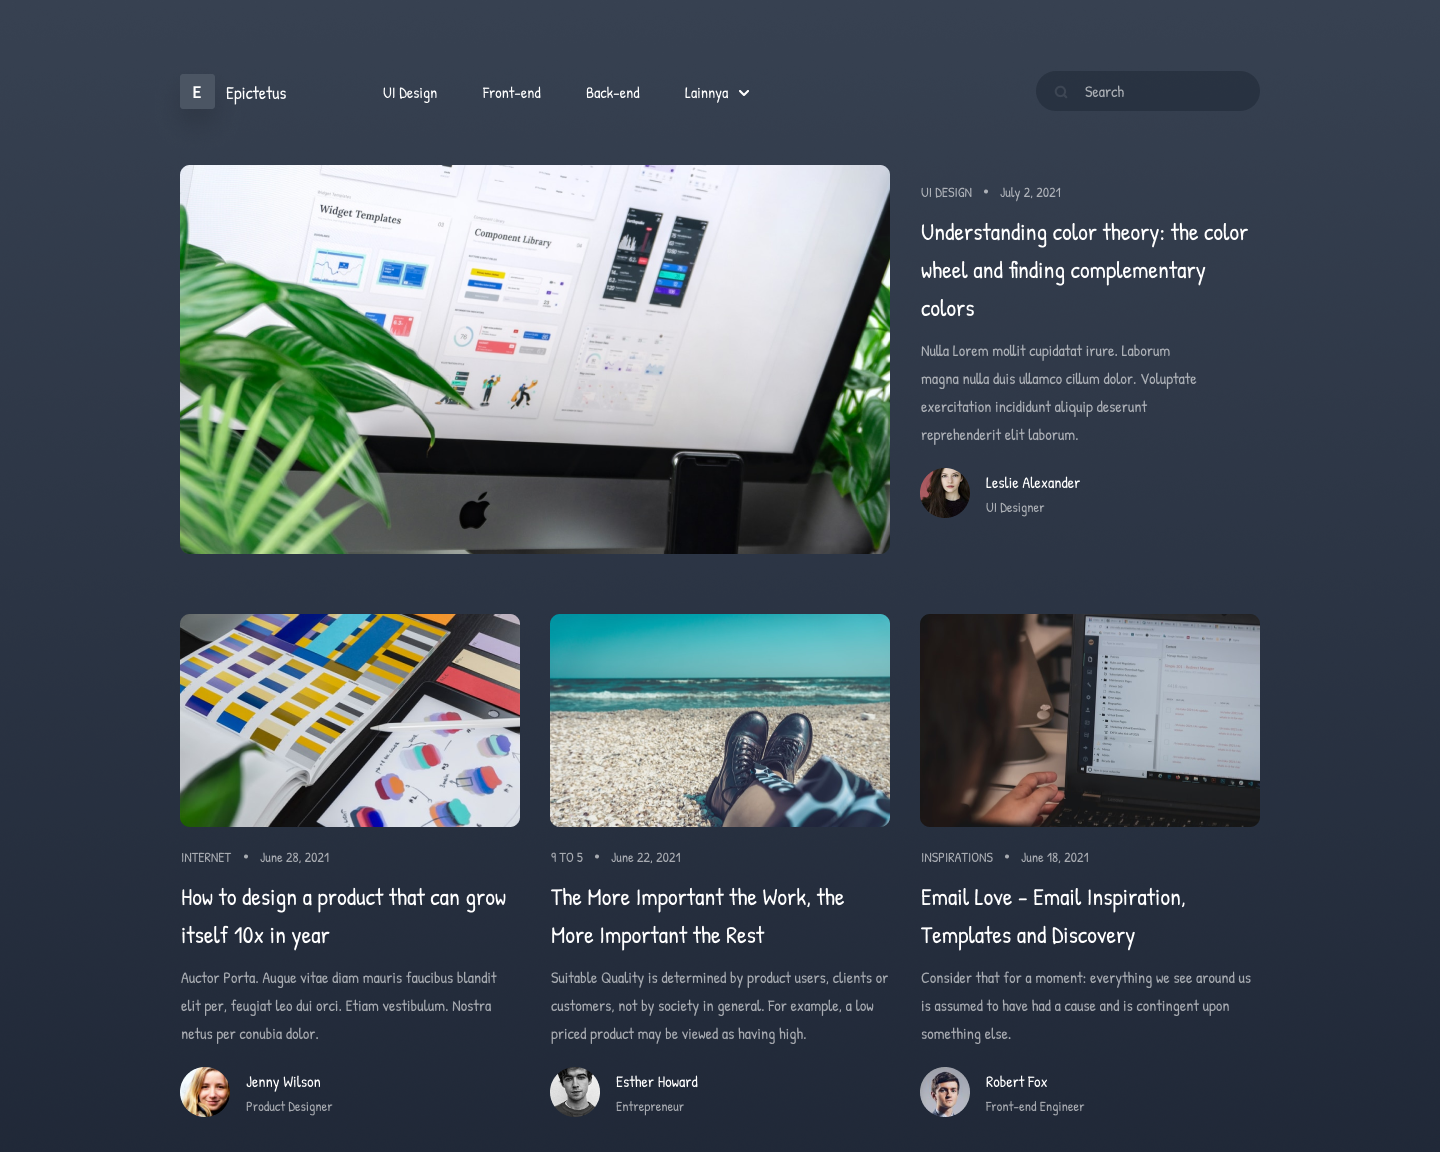 E
Epictetus
UI Design
Front-end
Back-end
Lainnya
Search
Widget Templates
Component Library
UI DESIGN • July 2, 2021
Understanding color theory: the color
wheel and finding complementary
colors
Nulla Lorem mollit cupidatat irure. Laborum
magna nulla duis ullamco cillum dolor. Voluptate
exercitation incididunt aliquip deserunt
reprehenderit elit laborum.
Leslie Alexander
UI Designer
INTERNET • June 28, 2021
How to design a product that can grow
itself 10x in year
Auctor Porta. Augue vitae diam mauris faucibus blandit
elit per, feugiat leo dui orci. Etiam vestibulum. Nostra
netus per conubia dolor.
Jenny Wilson
Product Designer
9 TO 5 • June 22, 2021
The More Important the Work, the
More Important the Rest
Suitable Quality is determined by product users, clients or
customers, not by society in general. For example, a low
priced product may be viewed as having high.
Esther Howard
Entrepreneur
INSPIRATIONS • June 18, 2021
Email Love - Email Inspiration,
Templates and Discovery
Consider that for a moment: everything we see around us
is assumed to have had a cause and is contingent upon
something else.
Robert Fox
Front-end Engineer